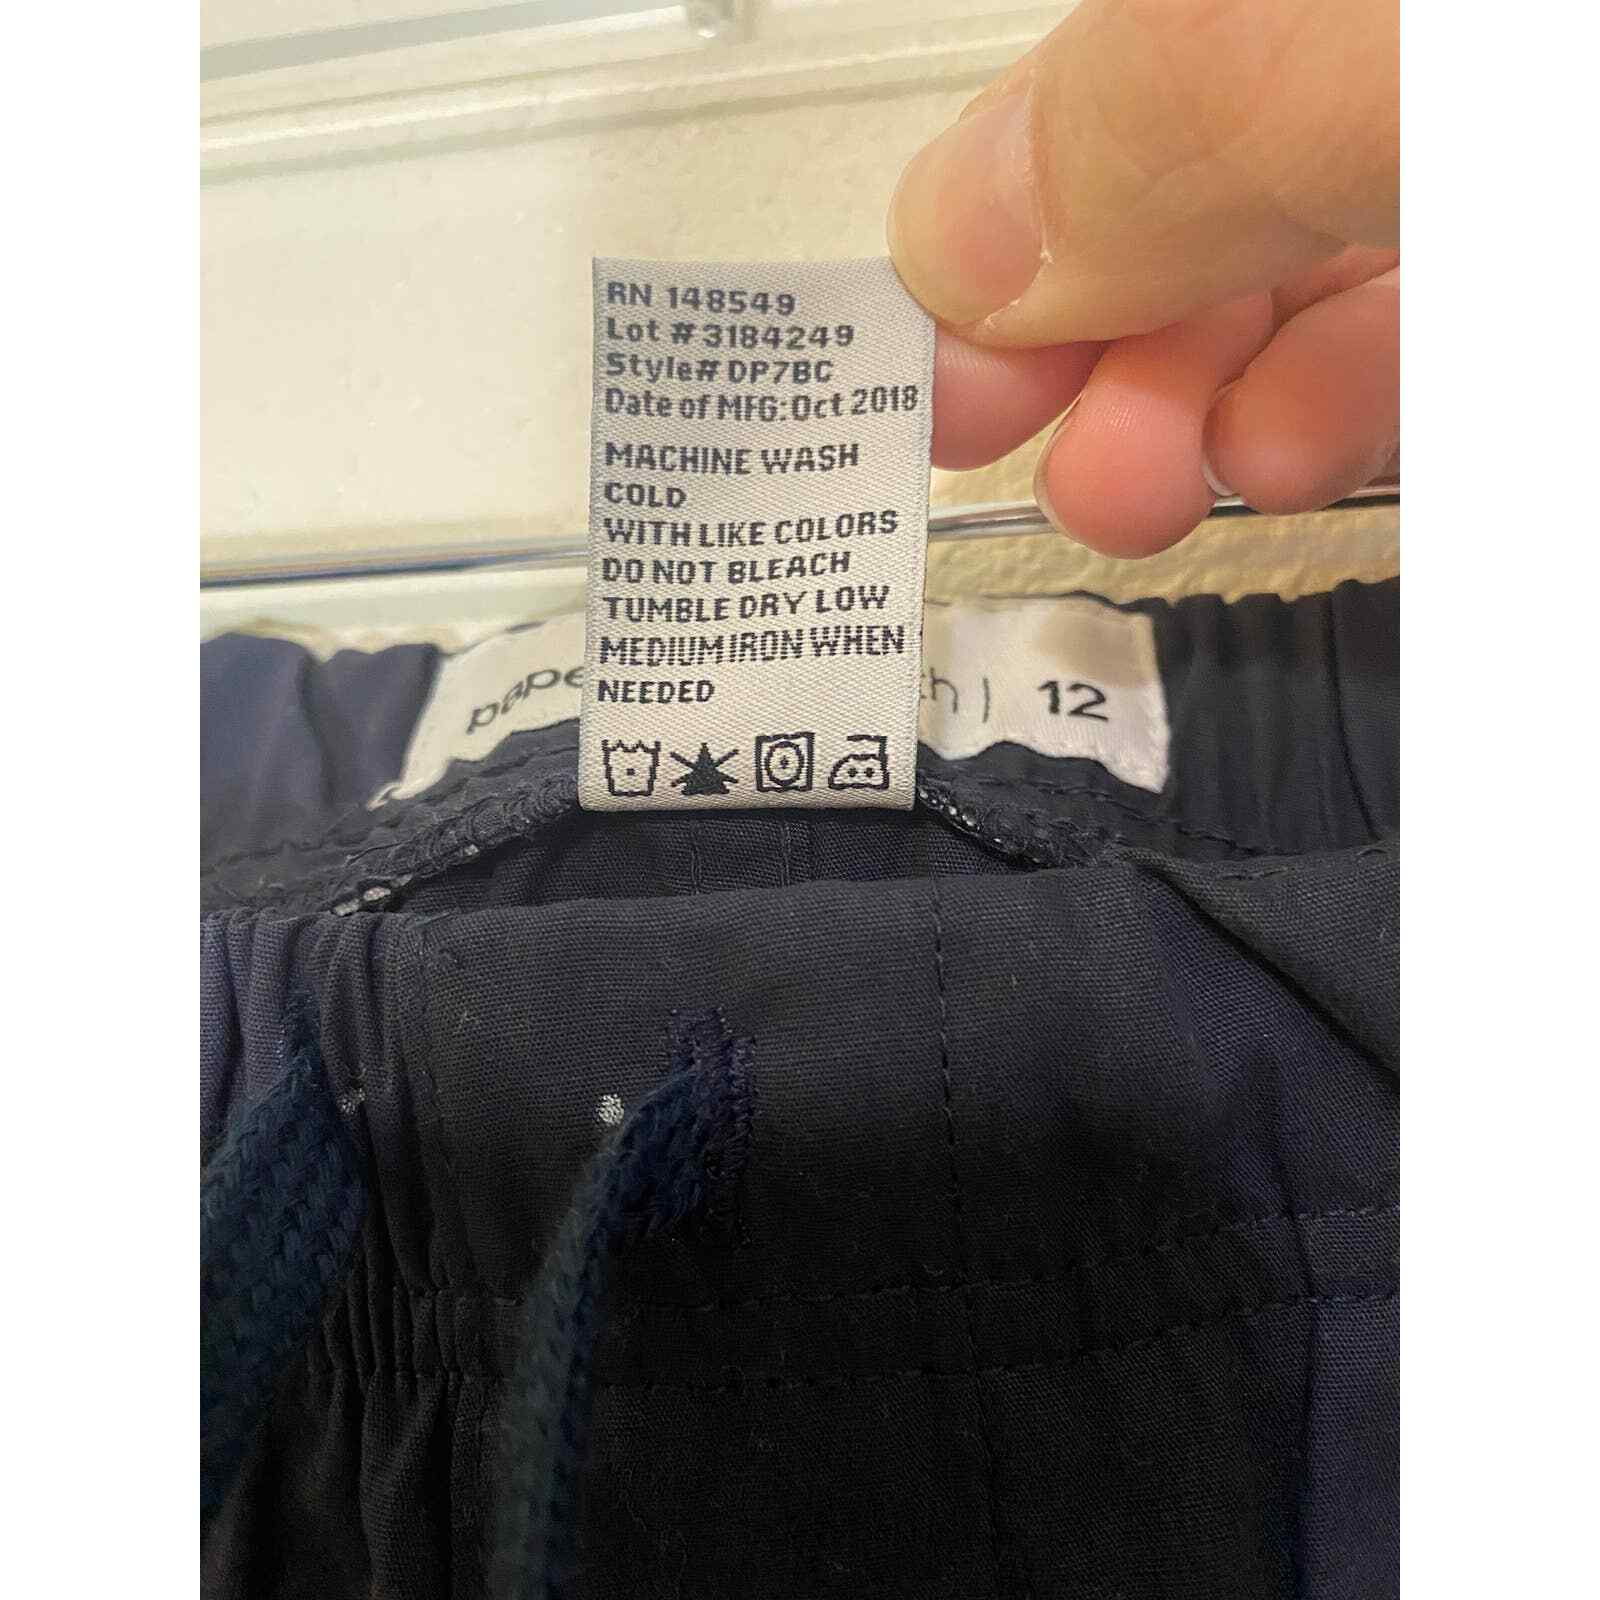 RN 148549
Lot #3184249
Style# DP7BC
Date of MFG: Oct 2018
MACHINE WASH
COLD
WITH LIKE COLORS
DO NOT BLEACH
TUMBLE DRY LOW
MEDIUM IRON WHEN
NEEDED
| 12